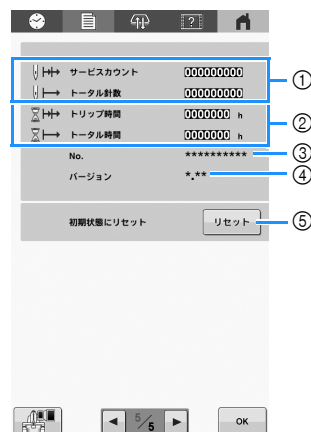 ?
サービスカウント 000000000 ①
トータル針数 000000000
トリップ時間 0000000 h ②
トータル時間 0000000 h
No. ********** ③
バージョン *.** ④
初期状態にリセット リセット ⑤
◀ 5/5 ▶ OK